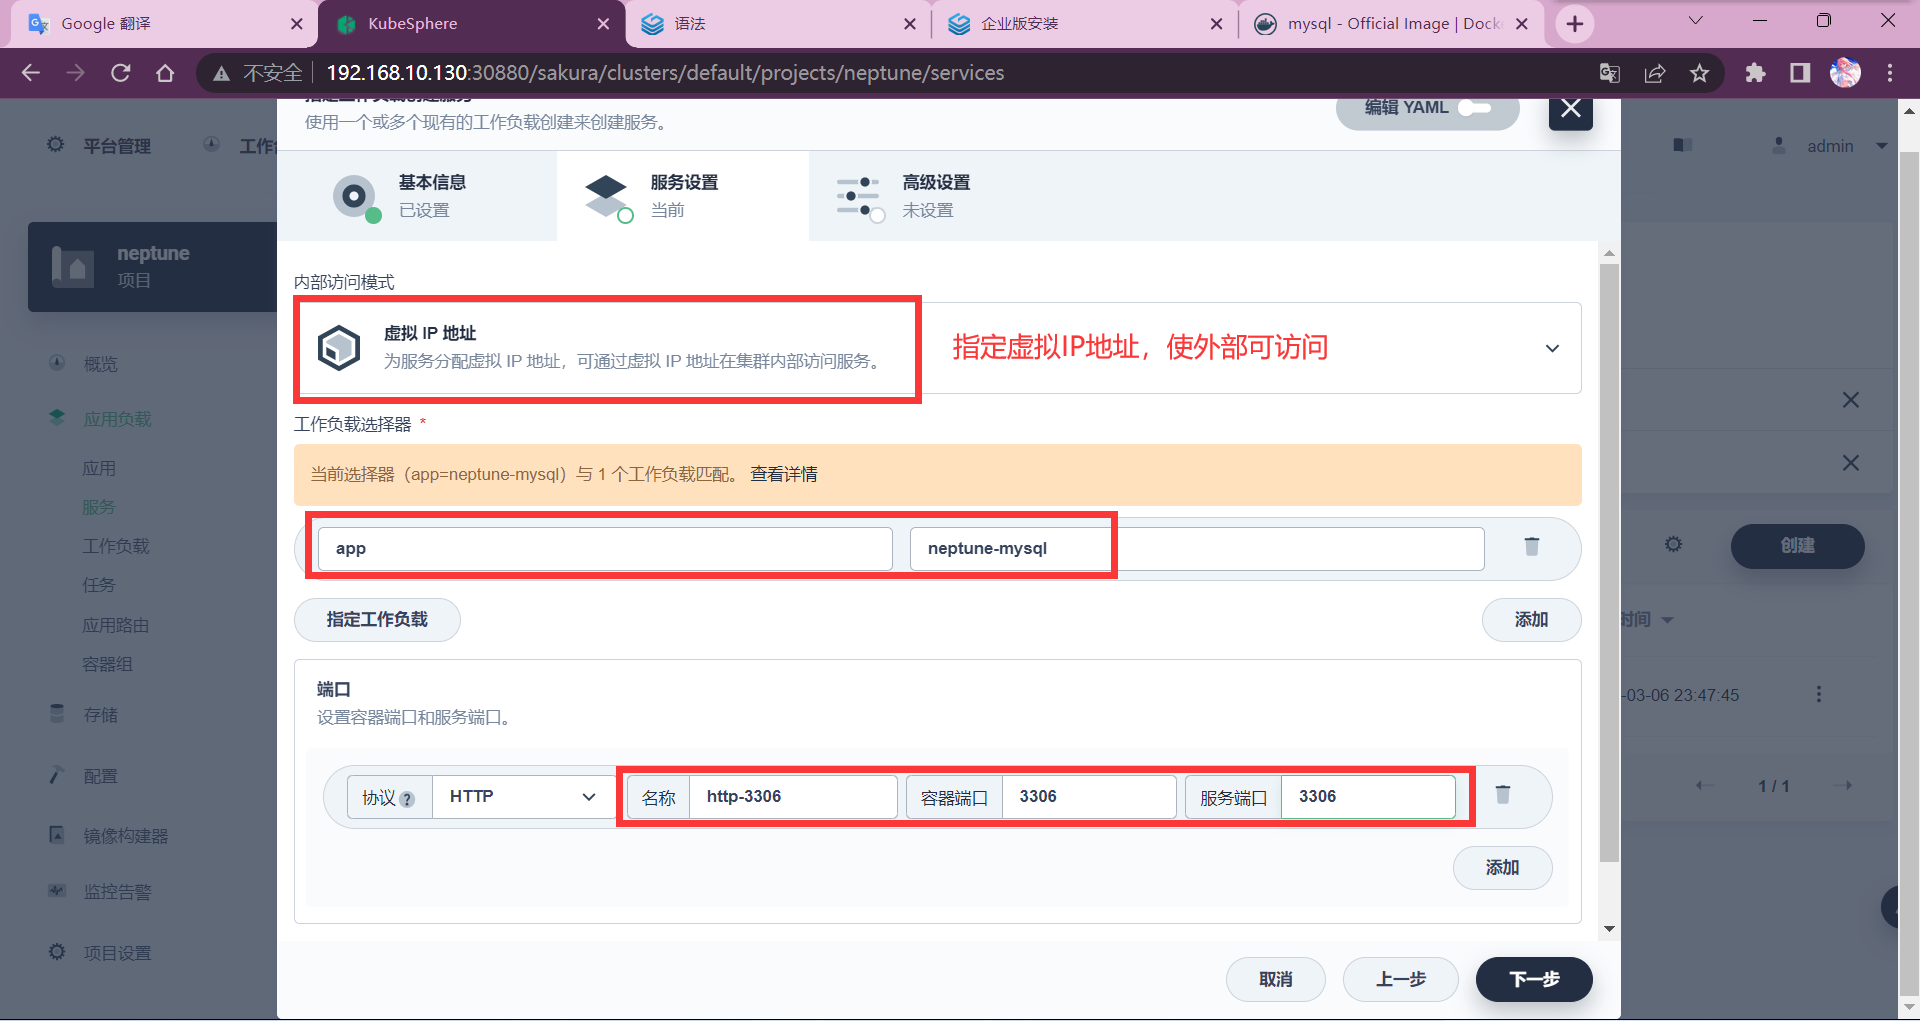 Google 翻译
KubeSphere
语法
企业版安装
mysql - Official Image | Dock
不安全
192.168.10.130:30880/sakura/clusters/default/projects/neptune/services
平台管理
工作
admin
neptune
项目
概览
应用负载
应用
服务
工作负载
任务
应用路由
容器组
存储
配置
镜像构建器
监控告警
项目设置
指定工作负载创建服务
使用一个或多个现有的工作负载创建来创建服务。
编辑 YAML
基本信息
已设置
服务设置
当前
高级设置
未设置
内部访问模式
虚拟 IP 地址
为服务分配虚拟 IP 地址，可通过虚拟 IP 地址在集群内部访问服务。
指定虚拟IP地址，使外部可访问
工作负载选择器 *
当前选择器（app=neptune-mysql）与 1 个工作负载匹配。 查看详情
app
neptune-mysql
指定工作负载
添加
端口
设置容器端口和服务端口。
协议 ?
HTTP
名称
http-3306
容器端口
3306
服务端口
3306
添加
取消
上一步
下一步
创建
时间
-03-06 23:47:45
1 / 1